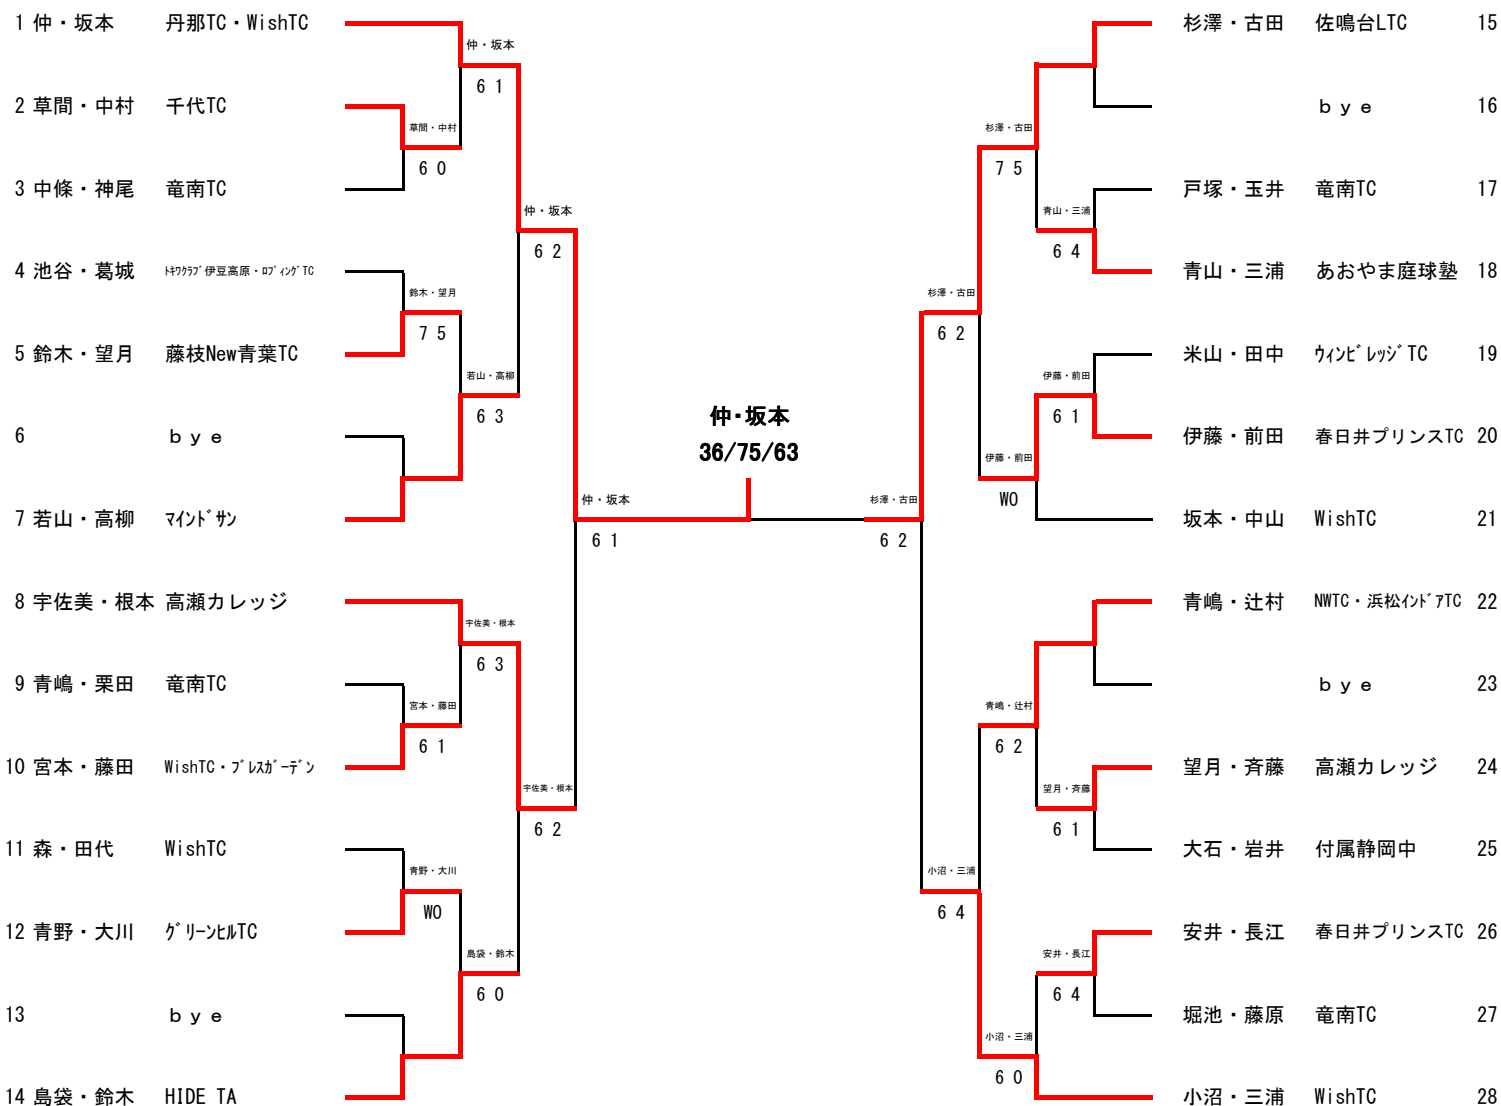 1 仲・坂本 丹那TC・WishTC
仲・坂本
6 1
2 草間・中村 千代TC
草間・中村
6 0
3 中條・神尾 竜南TC
仲・坂本
6 2
4 池谷・葛城 ﾄｷﾜｸﾗﾌﾞ伊豆高原・ﾛﾌﾞｨﾝｸﾞTC
鈴木・望月
7 5
5 鈴木・望月 藤枝New青葉TC
若山・高柳
6 3
6 ｂｙｅ
7 若山・高柳 ﾏｲﾝﾄﾞｻﾝ
仲・坂本
6 1
8 宇佐美・根本 高瀬カレッジ
宇佐美・根本
6 3
9 青嶋・栗田 竜南TC
宮本・藤田
6 1
10 宮本・藤田 WishTC・ﾌﾞﾚｽｶﾞｰﾃﾞﾝ
宇佐美・根本
6 2
11 森・田代 WishTC
青野・大川
WO
12 青野・大川 ｸﾞﾘｰﾝﾋﾙTC
島袋・鈴木
6 0
13 ｂｙｅ
14 島袋・鈴木 HIDE TA
仲・坂本
36/75/63
杉澤・古田 佐鳴台LTC 15
ｂｙｅ 16
杉澤・古田
7 5
戸塚・玉井 竜南TC 17
青山・三浦
6 4
青山・三浦 あおやま庭球塾 18
杉澤・古田
6 2
米山・田中 ｳｨﾝﾋﾞﾚｯｼﾞTC 19
伊藤・前田
6 1
伊藤・前田 春日井プリンスTC 20
伊藤・前田
WO
坂本・中山 WishTC 21
杉澤・古田
6 2
青嶋・辻村 NWTC・浜松ｲﾝﾄﾞｱTC 22
ｂｙｅ 23
青嶋・辻村
6 2
望月・斉藤 高瀬カレッジ 24
望月・斉藤
6 1
大石・岩井 付属静岡中 25
小沼・三浦
6 4
安井・長江 春日井プリンスTC 26
安井・長江
6 4
堀池・藤原 竜南TC 27
小沼・三浦
6 0
小沼・三浦 WishTC 28